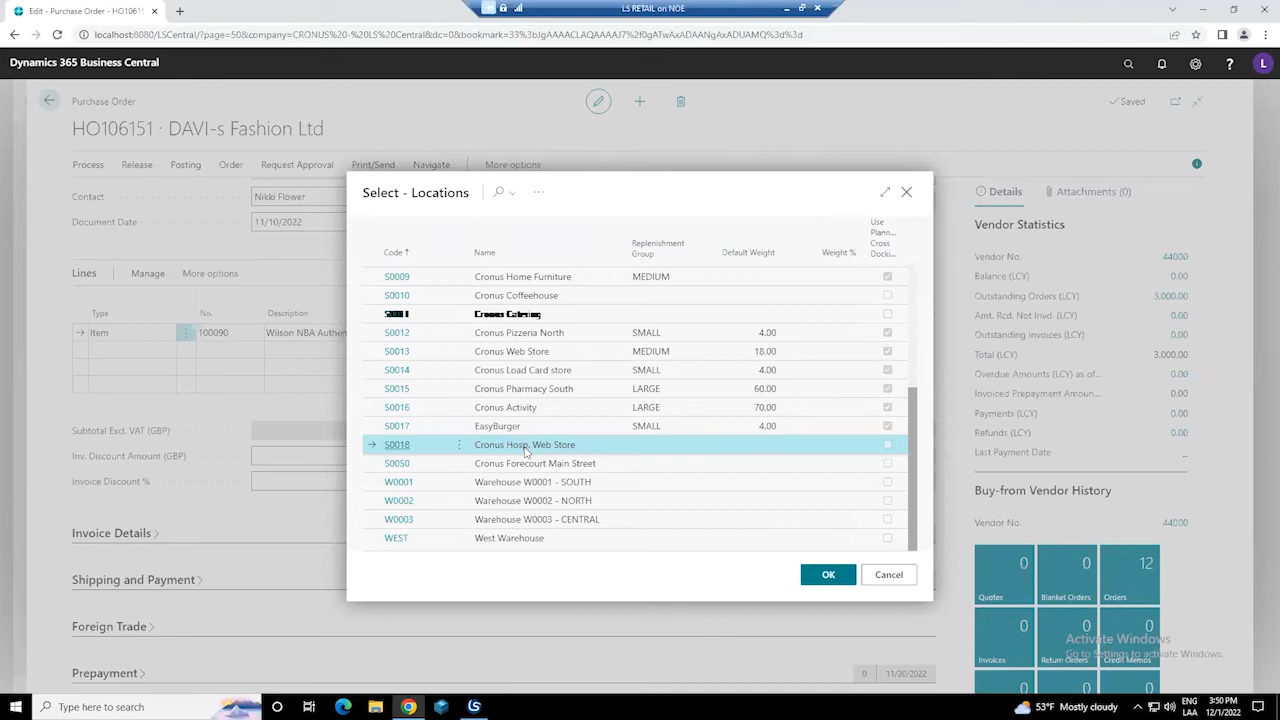 Edit - Purchase Order - HO106151
LS RETAIL on NOE
localhost:8080/LSCentral/?page=50&company=CRONUS%20-%20LS%20Central&dc=0&bookmark=33%3bJgAAAACLAQAAAAJ7%2f0gATwAxADAANgAxADUAMQ%3d%3d
Dynamics 365 Business Central
L
Purchase Order
Saved
HO106151 · DAVI-s Fashion Ltd
Process Release Posting Order Request Approval Print/Send Navigate More options
Contact Nikki Flower
Document Date 11/10/2022
Lines Manage More options
Type No. Description
Item 100090 Wilson NBA Authen
Subtotal Excl. VAT (GBP)
Inv. Discount Amount (GBP)
Invoice Discount %
Invoice Details
Shipping and Payment
Foreign Trade
Prepayment 0 11/30/2022
Select - Locations
Code Name Replenishment Group Default Weight Weight % Use Plann... Cross Docki...
S0009 Cronus Home Furniture MEDIUM
S0010 Cronus Coffeehouse
Cronus Catering
S0012 Cronus Pizzeria North SMALL 4.00
S0013 Cronus Web Store MEDIUM 18.00
S0014 Cronus Load Card store SMALL 4.00
S0015 Cronus Pharmacy South LARGE 60.00
S0016 Cronus Activity LARGE 70.00
S0017 EasyBurger SMALL 4.00
S0018 Cronus Hosp. Web Store
S0050 Cronus Forecourt Main Street
W0001 Warehouse W0001 - SOUTH
W0002 Warehouse W0002 - NORTH
W0003 Warehouse W0003 - CENTRAL
WEST West Warehouse
OK Cancel
Details Attachments (0)
Vendor Statistics
Vendor No. 44000
Balance (LCY) 0.00
Outstanding Orders (LCY) 3,000.00
Amt. Rcd. Not Invd. (LCY) 0.00
Outstanding Invoices (LCY) 0.00
Total (LCY) 3,000.00
Overdue Amounts (LCY) as of... 0.00
Invoiced Prepayment Amoun... 0.00
Payments (LCY) 0.00
Refunds (LCY) 0.00
Last Payment Date _
Buy-from Vendor History
Vendor No. 44000
0 0 12
Quotes Blanket Orders Orders
0 0 0
Invoices Return Orders Credit Memos
0 0 0
Activate Windows
Go to Settings to activate Windows.
Type here to search
53°F Mostly cloudy
ENG
LAA
3:50 PM
12/1/2022